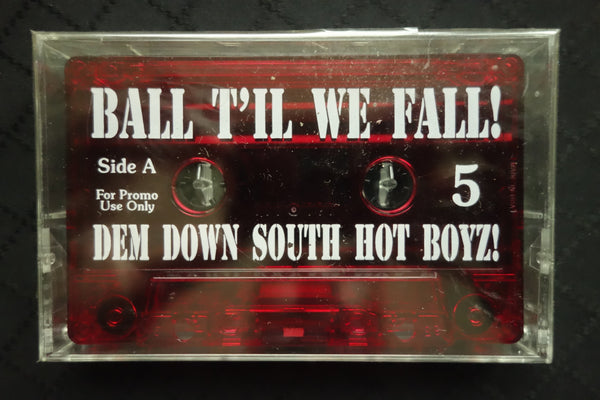 BALL T'IL WE FALL!
Side A
5
For Promo
Use Only
DEM DOWN SOUTH HOT BOYZ!